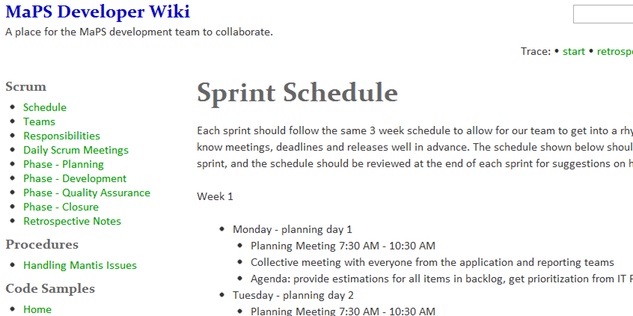 MaPS Developer Wiki
A place for the MaPS development team to collaborate.
Trace: • start •
Scrum
• Schedule
• Teams
• Responsibilities
• Daily Scrum Meetings
• Phase - Planning
• Phase - Development
• Phase - Quality Assurance
• Phase - Closure
• Retrospective Notes
Procedures
• Handling Mantis Issues
Code Samples
• Home
Sprint Schedule
Each sprint should follow the same 3 week schedule to allow for our team to get into a
know meetings, deadlines and releases well in advance. The schedule shown below
sprint, and the schedule should be reviewed at the end of each sprint for suggestions on
Week 1
• Monday - planning day 1
• Planning Meeting 7:30 AM - 10:30 AM
• Collective meeting with everyone from the application and reporting teams
• Agenda: provide estimations for all items in backlog, get prioritization from IT
• Tuesday - planning day 2
• Planning Meeting 7:30 AM - 10:30 AM